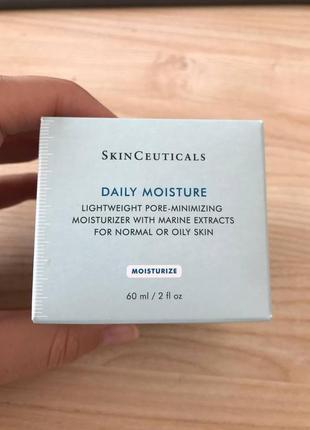 SKINCEUTICALS
DAILY MOISTURE
LIGHTWEIGHT PORE-MINIMIZING
MOISTURIZER WITH MARINE EXTRACTS
FOR NORMAL OR OILY SKIN
MOISTURIZE
60 ml / 2 fl oz